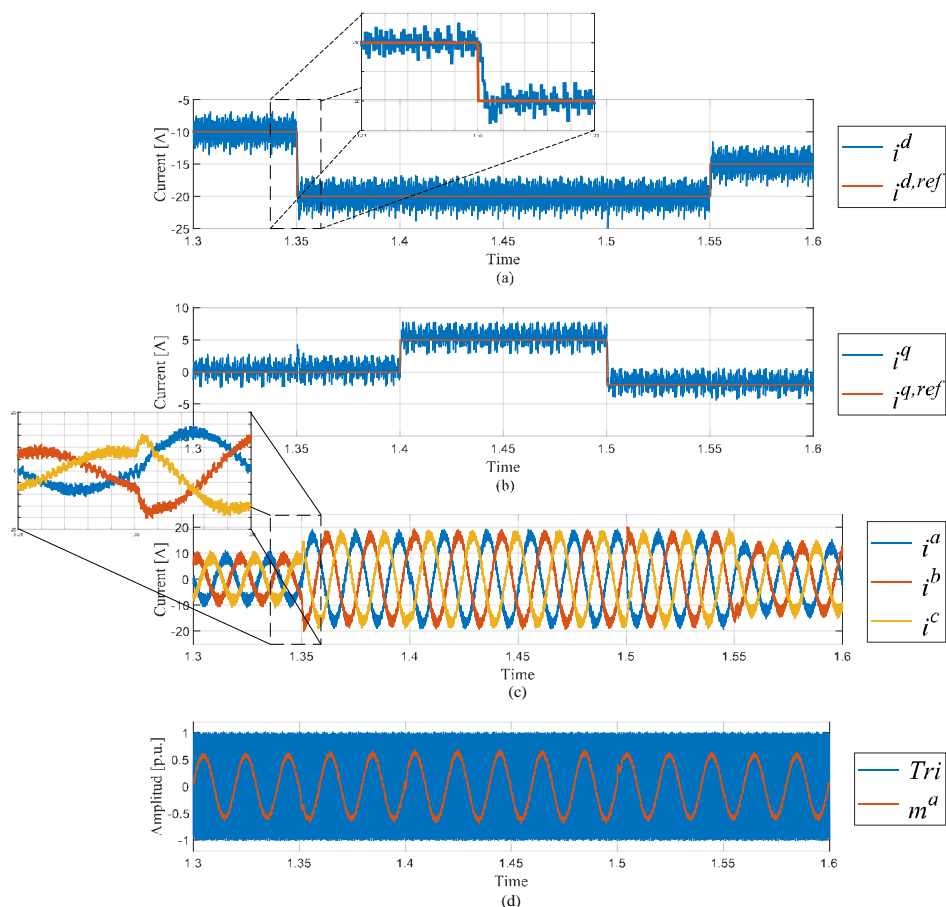 -5
-10
-15
-20
-25
Current [A]
1.3 1.35 1.4 1.45 1.5 1.55 1.6
Time
(a)
i^d
i^{d,ref}
10
5
0
-5
Current [A]
1.3 1.35 1.4 1.45 1.5 1.55 1.6
Time
(b)
i^q
i^{q,ref}
20
10
0
-10
-20
Current [A]
1.3 1.35 1.4 1.45 1.5 1.55 1.6
Time
(c)
i^a
i^b
i^c
1
0.5
0
-0.5
-1
Amplitud [p.u.]
1.3 1.35 1.4 1.45 1.5 1.55 1.6
Time
(d)
Tri
m^a